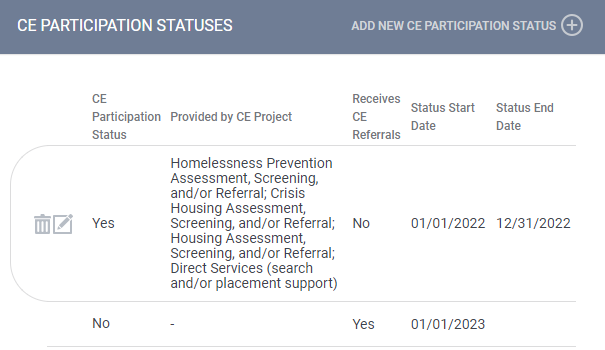 CE PARTICIPATION STATUSES
ADD NEW CE PARTICIPATION STATUS
CE
Participation
Status
Provided by CE Project
Receives
CE
Referrals
Status Start
Date
Status End
Date
Yes
Homelessness Prevention
Assessment, Screening,
and/or Referral; Crisis
Housing Assessment,
Screening, and/or Referral;
Housing Assessment,
Screening, and/or Referral;
Direct Services (search
and/or placement support)
No
01/01/2022
12/31/2022
No
-
Yes
01/01/2023